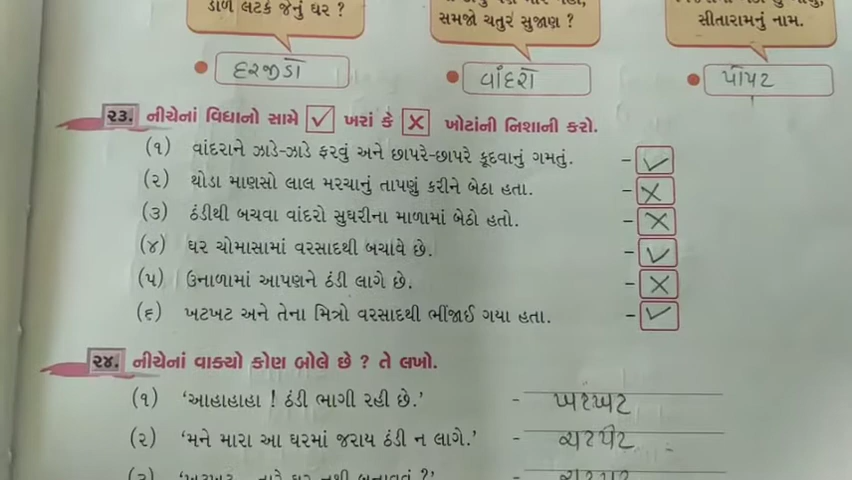 ડાળે લટકે જેનું ઘર ?
સમજો ચતુર સુજાણ ?
સીતારામનું નામ.
દરજીડો
વાંદરો
પોપટ
૨૩. નીચેનાં વિધાનો સામે ✓ ખરાં કે ✗ ખોટાંની નિશાની કરો.
(૧) વાંદરાને ઝાડે-ઝાડે ફરવું અને છાપરે-છાપરે કૂદવાનું ગમતું. - ✓
(૨) થોડા માણસો લાલ મરચાનું તાપણું કરીને બેઠા હતા. - ✗
(૩) ઠંડીથી બચવા વાંદરો સુઘરીના માળામાં બેઠો હતો. - ✗
(૪) ઘર ચોમાસામાં વરસાદથી બચાવે છે. - ✓
(૫) ઉનાળામાં આપણને ઠંડી લાગે છે. - ✗
(૬) ખટખટ અને તેના મિત્રો વરસાદથી ભીંજાઈ ગયા હતા. - ✓
૨૪. નીચેનાં વાક્યો કોણ બોલે છે ? તે લખો.
(૧) 'આહાહાહા ! ઠંડી ભાગી રહી છે.' - ખટખટ
(૨) 'મને મારા આ ઘરમાં જરાય ઠંડી ન લાગે.' - ચટપટ